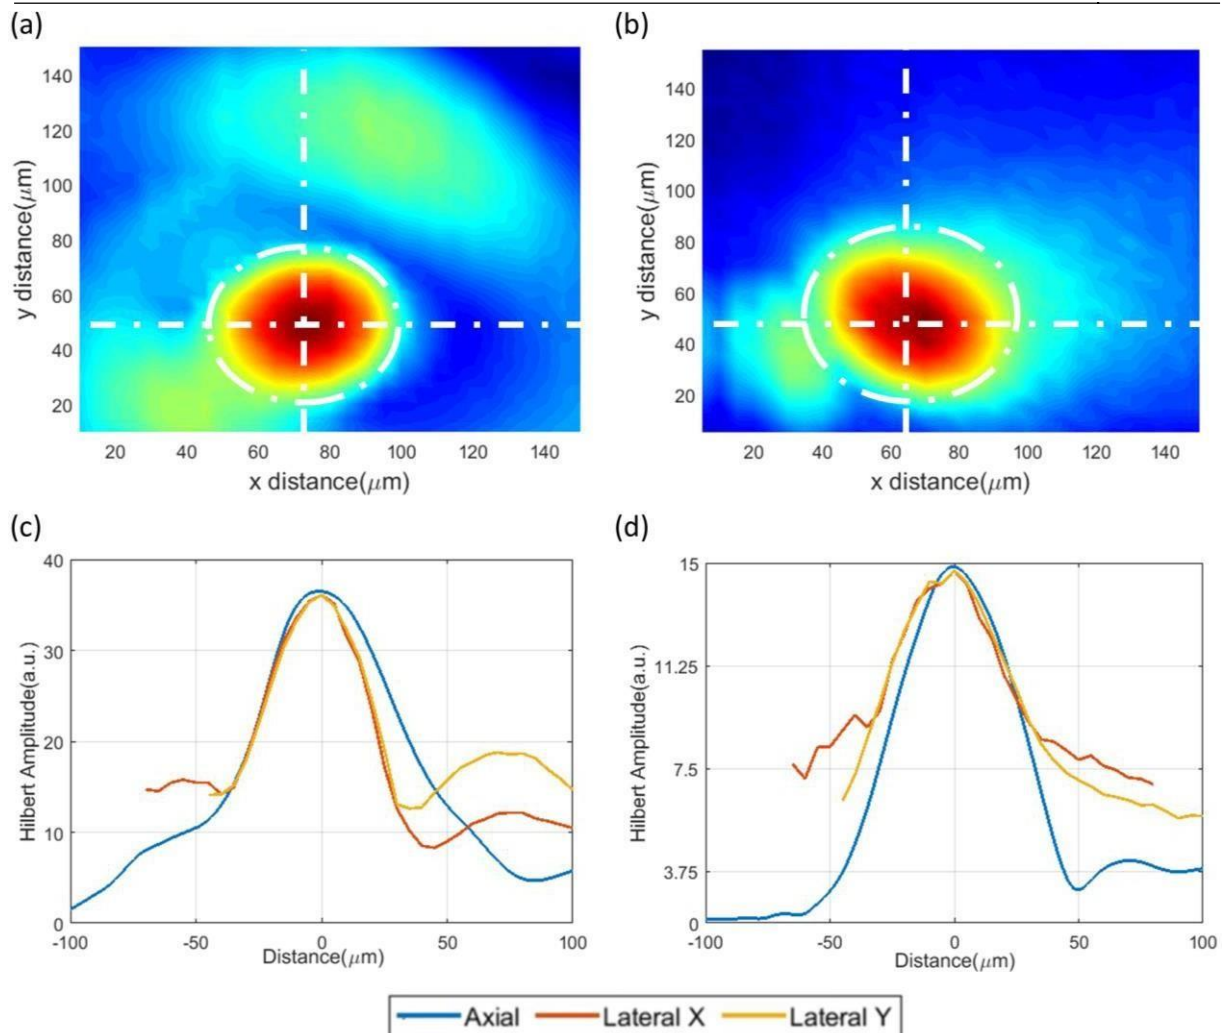 (a)
(b)
140
120
100
80
60
40
20
y distance(μm)
20 40 60 80 100 120 140
x distance(μm)
140
120
100
80
60
40
20
y distance(μm)
20 40 60 80 100 120 140
x distance(μm)
(c)
(d)
40
30
20
10
0
Hilbert Amplitude(a.u.)
-100 -50 0 50 100
Distance(μm)
15
11.25
7.5
3.75
0
Hilbert Amplitude(a.u.)
-100 -50 0 50 100
Distance(μm)
Axial Lateral X Lateral Y